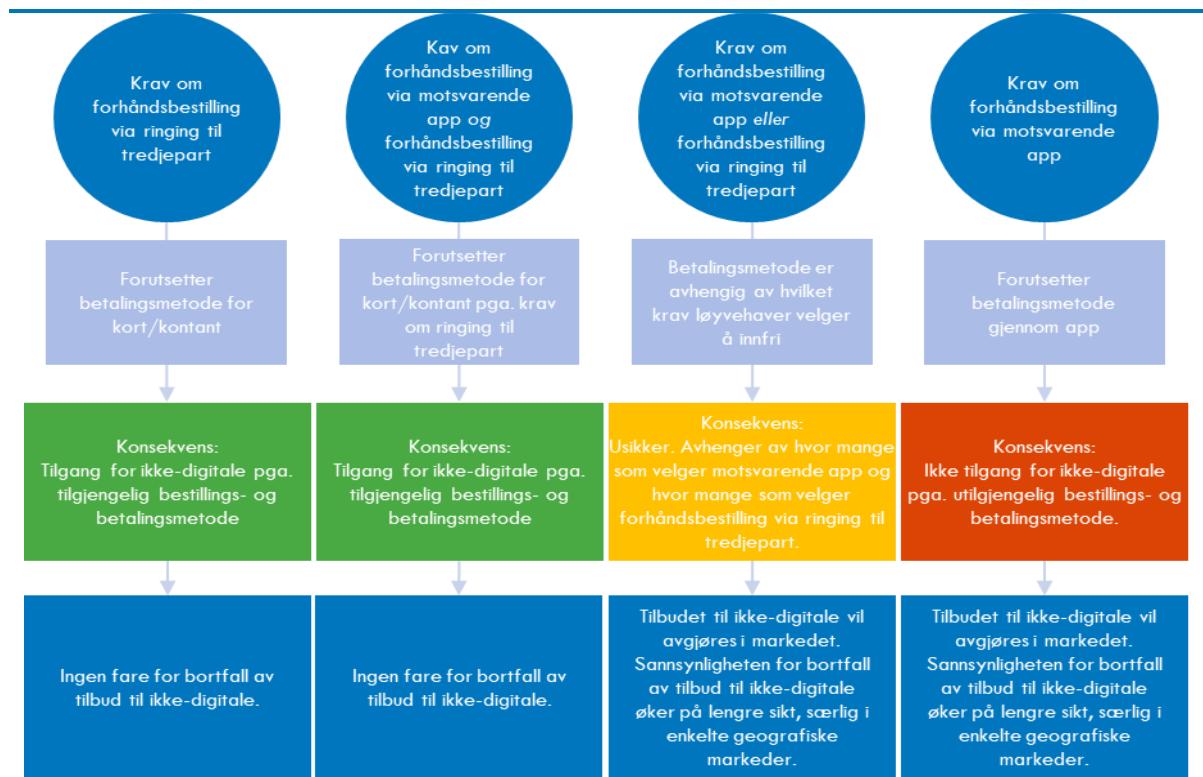 Krav om
forhåndsbestilling
via ringing til
tredjepart
Forutsetter
betalingsmetode for
kort/kontant
Konsekvens:
Tilgang for ikke-digitale pga.
tilgjengelig bestillings- og
betalingsmetode
Ingen fare for bortfall av
tilbud til ikke-digitale.
Kav om
forhåndsbestilling
via motsvarende
app og
forhåndsbestilling
via ringing til
tredjepart
Forutsetter
betalingsmetode for
kort/kontant pga. krav
om ringing til
tredjepart
Konsekvens:
Tilgang for ikke-digitale pga.
tilgjengelig bestillings- og
betalingsmetode
Ingen fare for bortfall av
tilbud til ikke-digitale.
Krav om
forhåndsbestilling
via motsvarende
app eller
forhåndsbestilling
via ringing til
tredjepart
Betalingsmetode er
avhengig av hvilket
krav løyvehaver velger
å innfri
Konsekvens:
Usikker. Avhenger av hvor mange
som velger motsvarende app og
hvor mange som velger
forhåndsbestilling via ringing til
tredjepart.
Tilbudet til ikke-digitale vil
avgjøres i markedet.
Sannsynligheten for bortfall
av tilbud til ikke-digitale
øker på lengre sikt, særlig i
enkelte geografiske
markeder.
Krav om
forhåndsbestilling
via motsvarende
app
Forutsetter
betalingsmetode
gjennom app
Konsekvens:
Ikke tilgang for ikke-digitale
pga. utilgjengelig bestillings- og
betalingsmetode.
Tilbudet til ikke-digitale vil
avgjøres i markedet.
Sannsynligheten for bortfall
av tilbud til ikke-digitale
øker på lengre sikt, særlig i
enkelte geografiske
markeder.